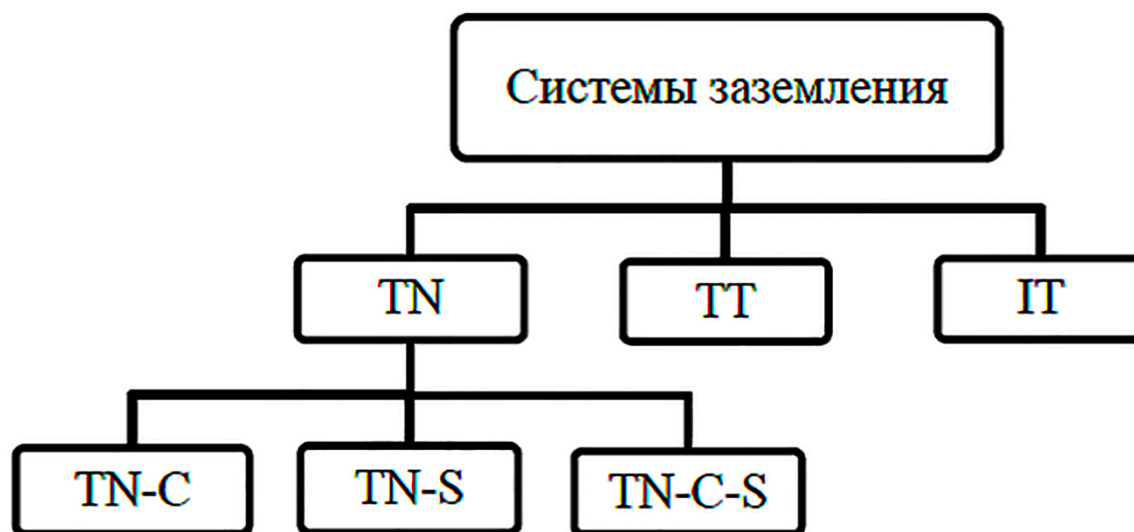 Системы заземления
TN
TT
IT
TN-C
TN-S
TN-C-S